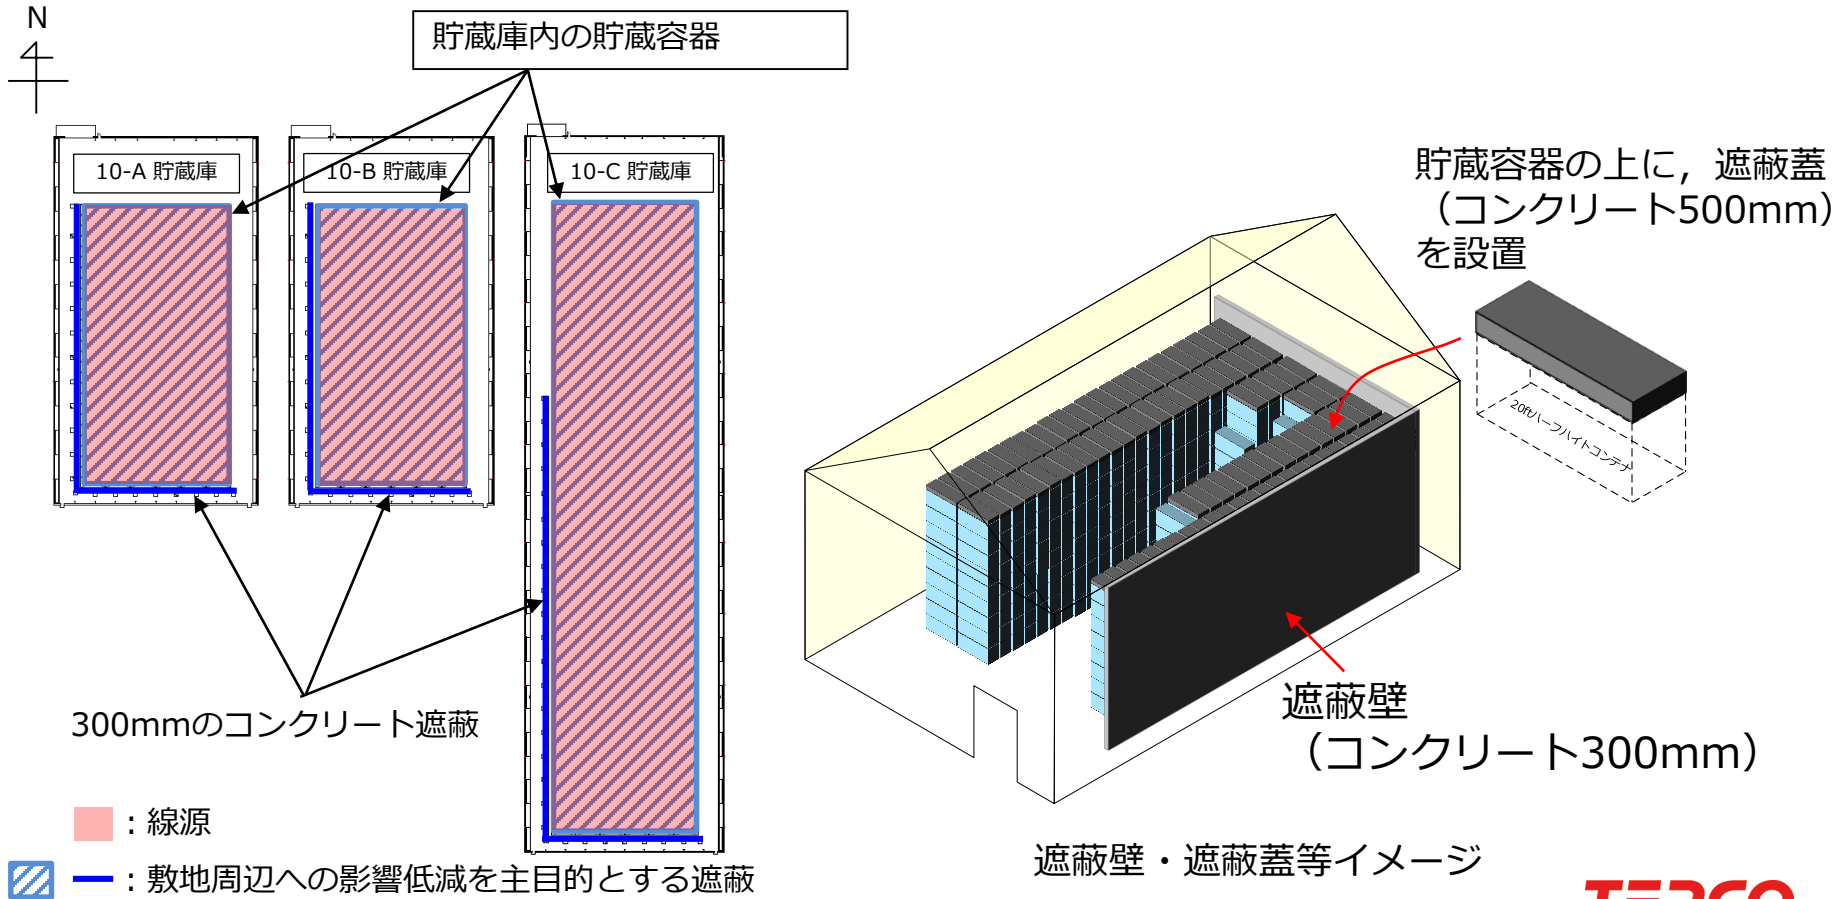 N
貯蔵庫内の貯蔵容器
10-A 貯蔵庫
10-B 貯蔵庫
10-C 貯蔵庫
300mmのコンクリート遮蔽
：線源
：敷地周辺への影響低減を主目的とする遮蔽
貯蔵容器の上に，遮蔽蓋
（コンクリート500mm）
を設置
20ftハーフハイトコンテナ
遮蔽壁
（コンクリート300mm）
遮蔽壁・遮蔽蓋等イメージ
TEPCO